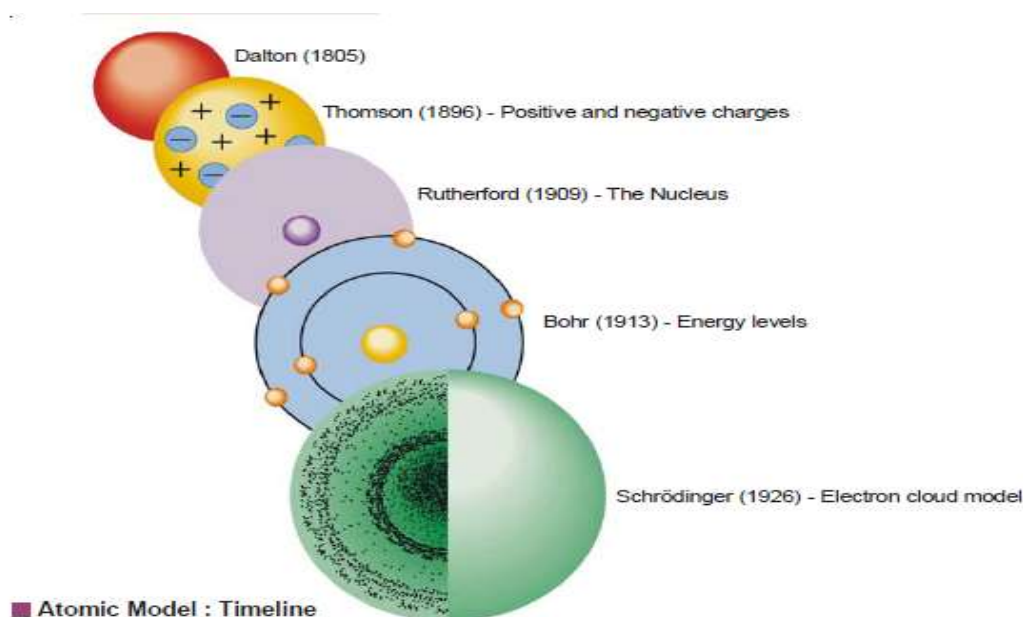 Dalton (1805)
Thomson (1896) - Positive and negative charges
Rutherford (1909) - The Nucleus
Bohr (1913) - Energy levels
Schrödinger (1926) - Electron cloud model
Atomic Model : Timeline